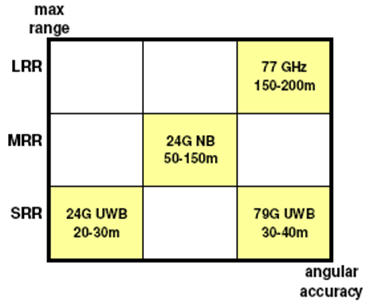 max
range
LRR
77 GHz
150-200m
MRR
24G NB
50-150m
SRR
24G UWB
20-30m
79G UWB
30-40m
angular
accuracy